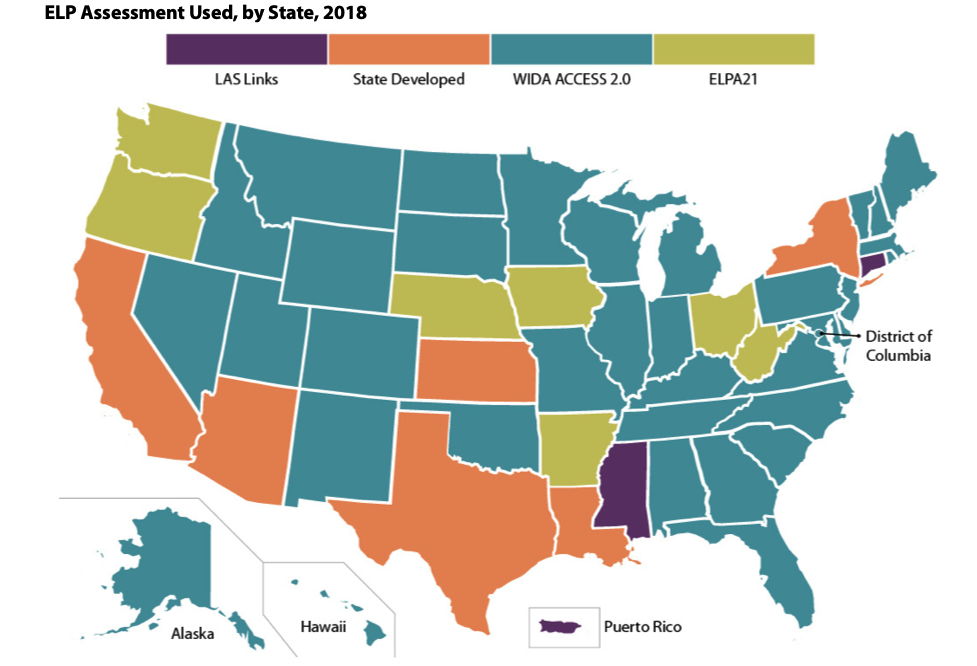 ELP Assessment Used, by State, 2018
LAS Links
State Developed
WIDA ACCESS 2.0
ELPA21
District of
Columbia
Alaska
Hawaii
Puerto Rico